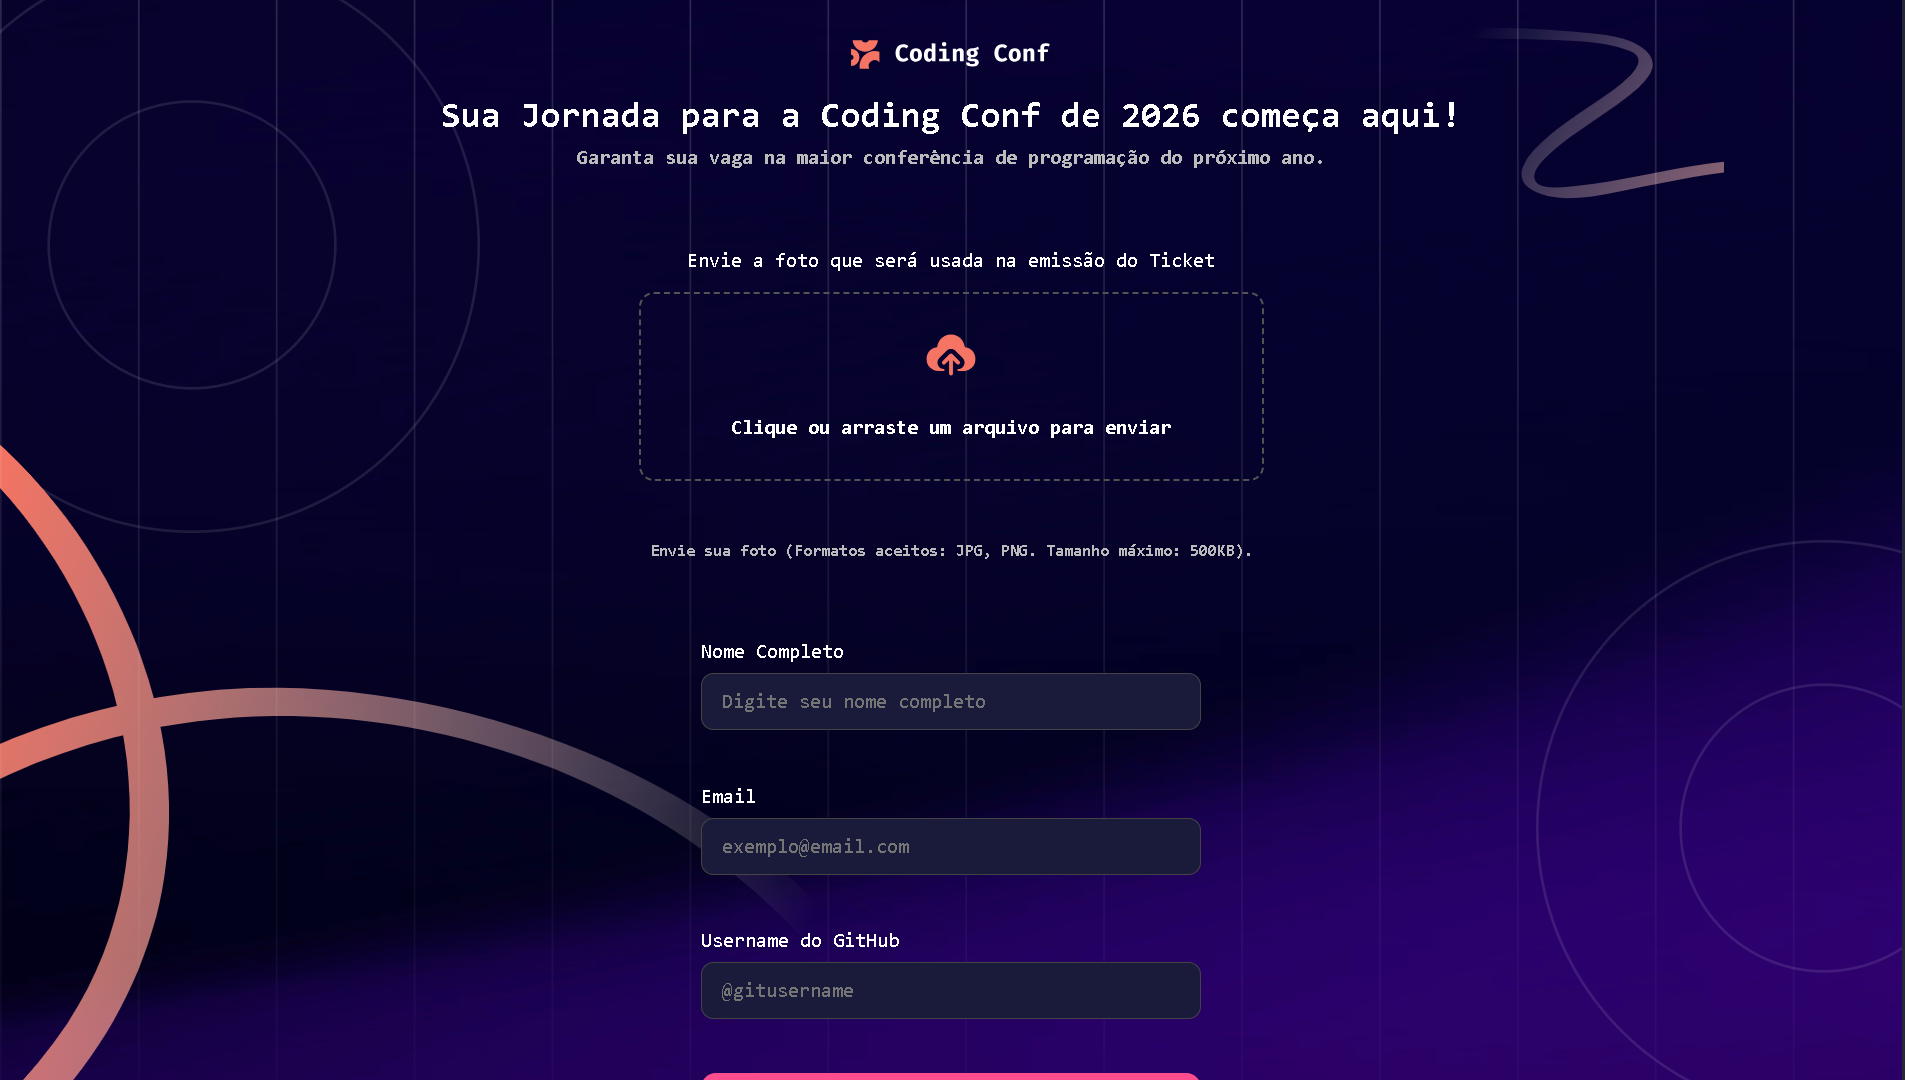 Coding Conf
Sua Jornada para a Coding Conf de 2026 começa aqui!
Garanta sua vaga na maior conferência de programação do próximo ano.
Envie a foto que será usada na emissão do Ticket
Clique ou arraste um arquivo para enviar
Envie sua foto (Formatos aceitos: JPG, PNG. Tamanho máximo: 500KB).
Nome Completo
Digite seu nome completo
Email
exemplo@email.com
Username do GitHub
@gitusername